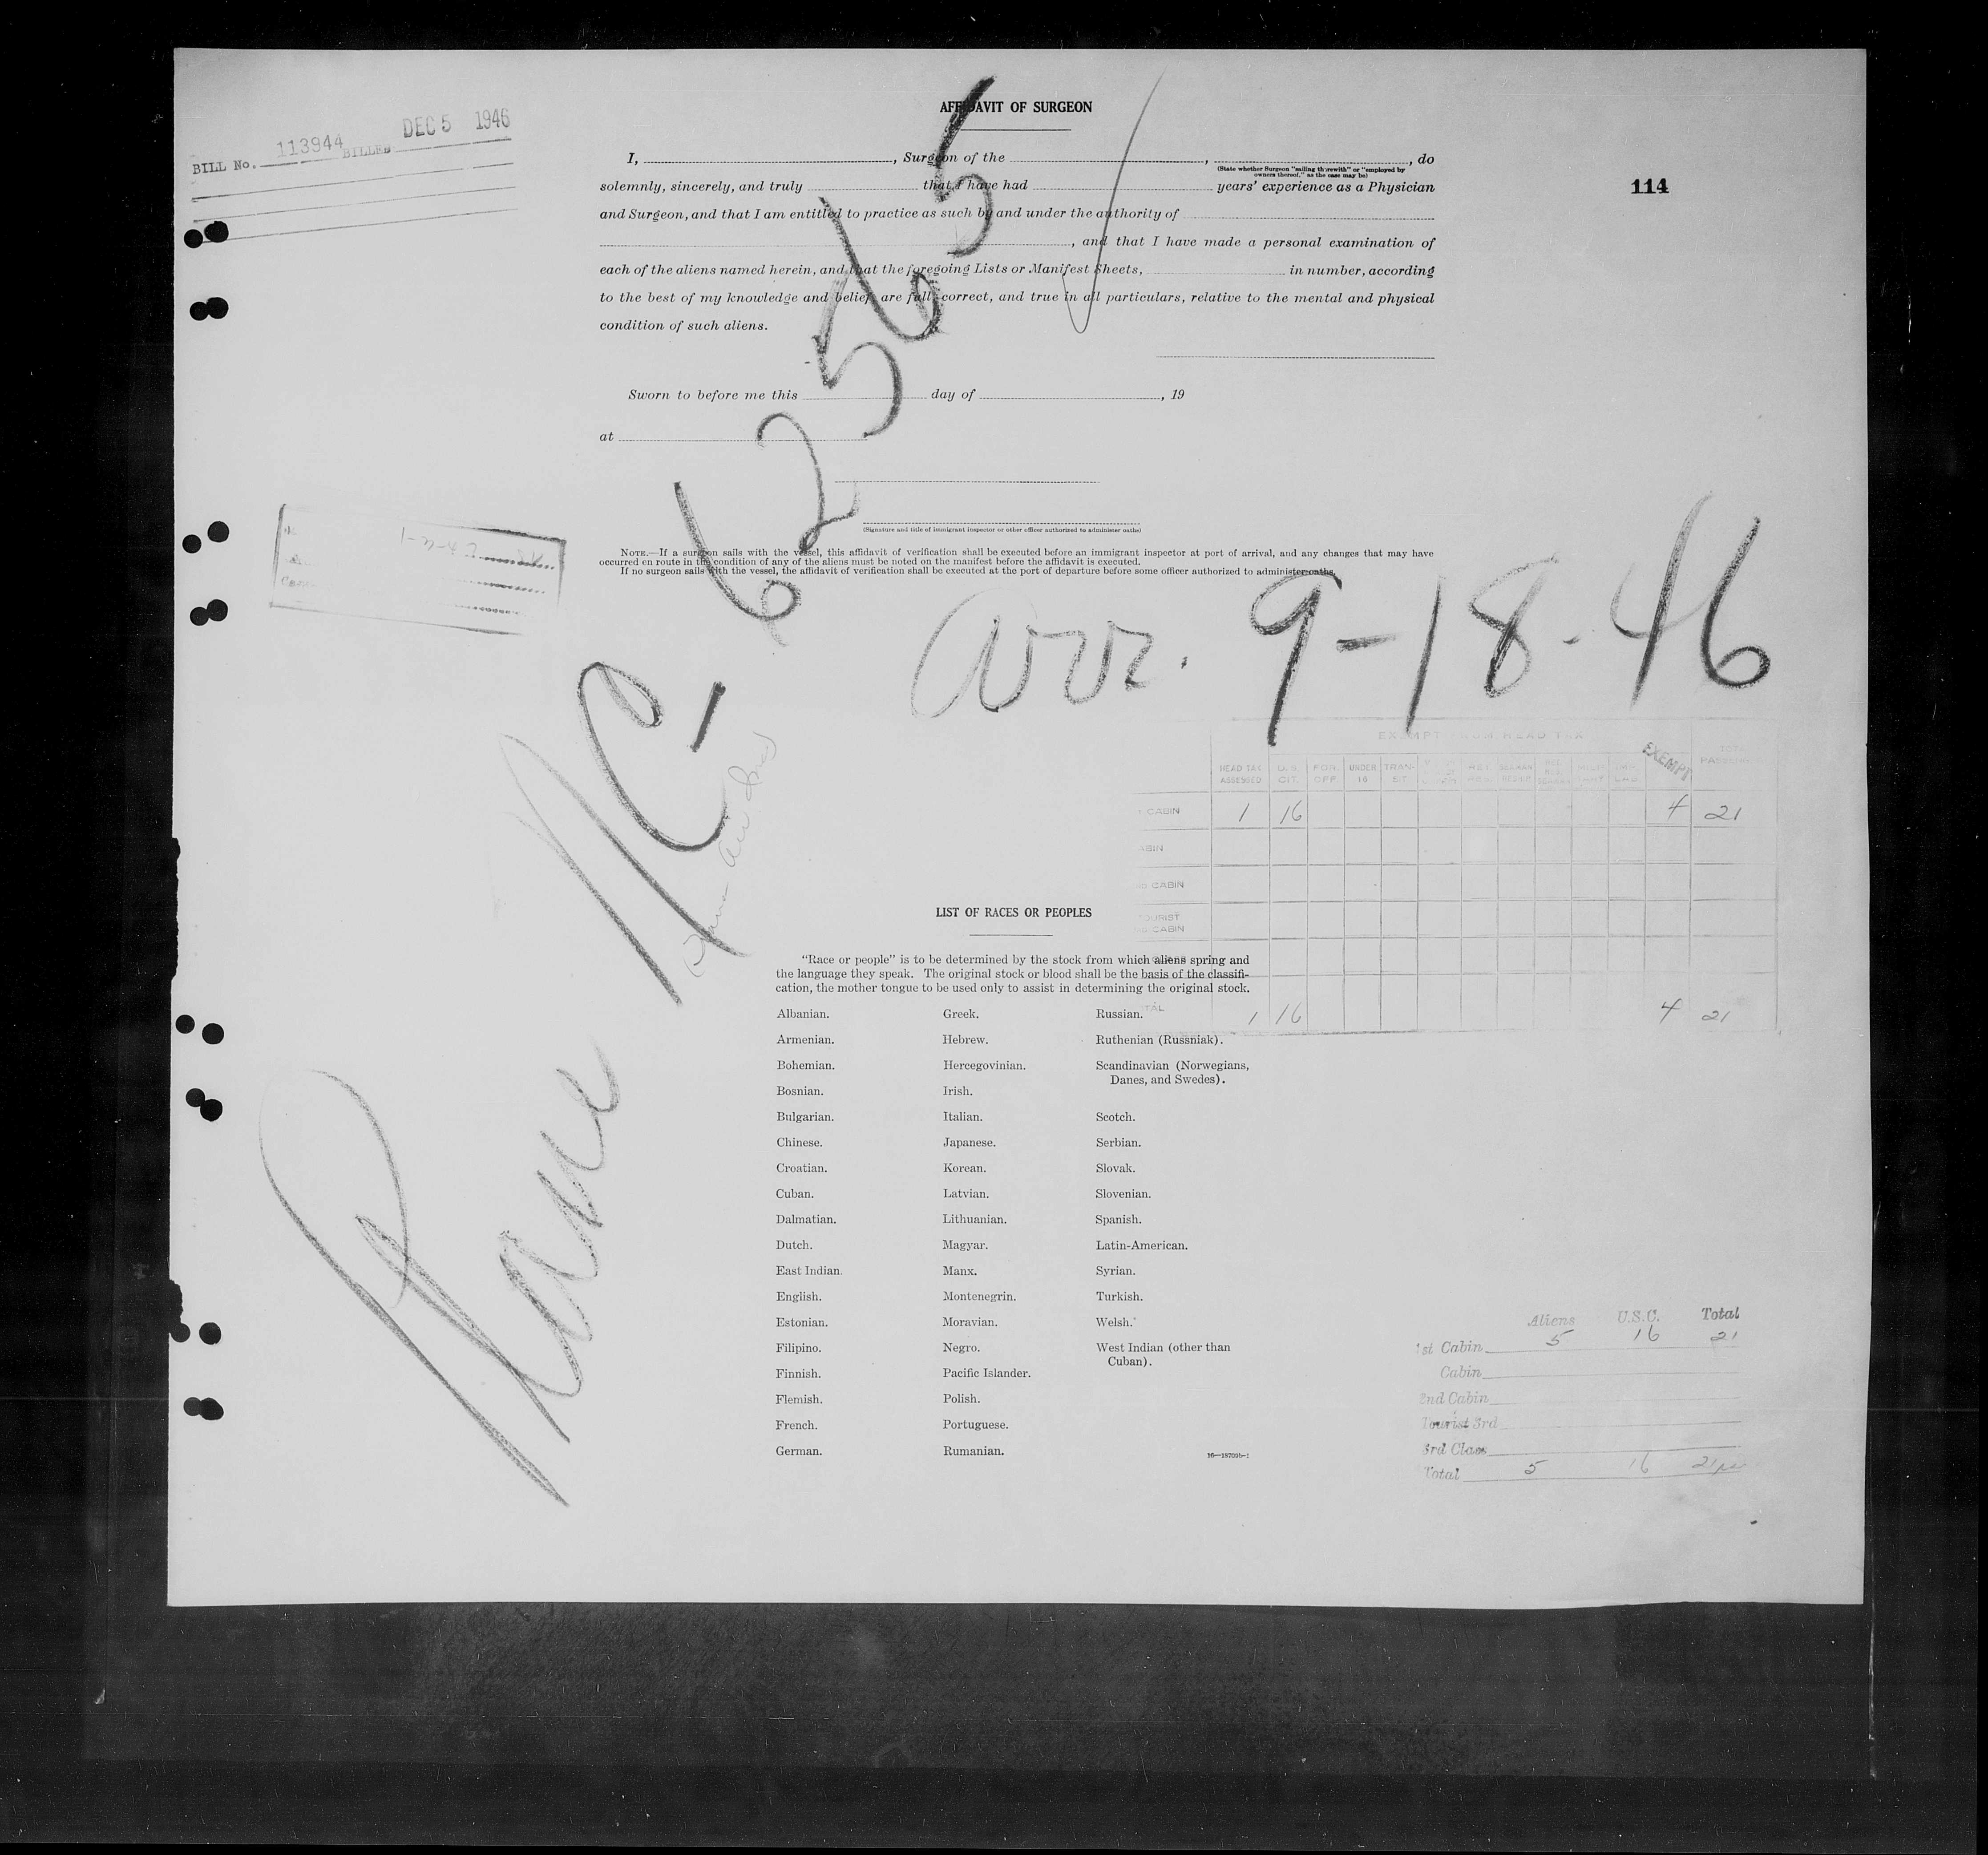 BILL No. 113944 BILLED DEC 5 1946
114
AFFIDAVIT OF SURGEON
I, , Surgeon of the , , do
(State whether Surgeon "sailing therewith" or "employed by
owners thereof," as the case may be)
solemnly, sincerely, and truly that I have had years' experience as a Physician
and Surgeon, and that I am entitled to practice as such by and under the authority of
, and that I have made a personal examination of
each of the aliens named herein, and that the foregoing Lists or Manifest Sheets, in number, according
to the best of my knowledge and belief, are full, correct, and true in all particulars, relative to the mental and physical
condition of such aliens.
Sworn to before me this day of , 19
at
(Signature and title of immigrant inspector or other officer authorized to administer oaths)
NOTE.—If a surgeon sails with the vessel, this affidavit of verification shall be executed before an immigrant inspector at port of arrival, and any changes that may have
occurred en route in the condition of any of the aliens must be noted on the manifest before the affidavit is executed.
If no surgeon sails with the vessel, the affidavit of verification shall be executed at the port of departure before some officer authorized to administer oaths.
Plane NC-62565
arr. 9-18-46
EXEMPT FROM HEAD TAX
HEAD TAX ASSESSED U.S. CIT. FOR. OFF. UNDER 16 TRAN- SIT EXEMPT
CABIN 1 16 4 21
CABIN
CABIN
TOURIST
CABIN
TOTAL 1 16 4 21
LIST OF RACES OR PEOPLES
"Race or people" is to be determined by the stock from which aliens spring and
the language they speak. The original stock or blood shall be the basis of the classifi-
cation, the mother tongue to be used only to assist in determining the original stock.
Albanian. Greek. Russian.
Armenian. Hebrew. Ruthenian (Russniak).
Bohemian. Hercegovinian. Scandinavian (Norwegians,
Danes, and Swedes).
Bosnian. Irish.
Bulgarian. Italian. Scotch.
Chinese. Japanese. Serbian.
Croatian. Korean. Slovak.
Cuban. Latvian. Slovenian.
Dalmatian. Lithuanian. Spanish.
Dutch. Magyar. Latin-American.
East Indian. Manx. Syrian.
English. Montenegrin. Turkish.
Estonian. Moravian. Welsh.
Filipino. Negro. West Indian (other than
Cuban).
Finnish. Pacific Islander.
Flemish. Polish.
French. Portuguese.
German. Rumanian.
16—18709b-1
Aliens U.S.C. Total
1st Cabin 5 16 21
Cabin
2nd Cabin
Tourist 3rd
3rd Class
Total 5 16 21